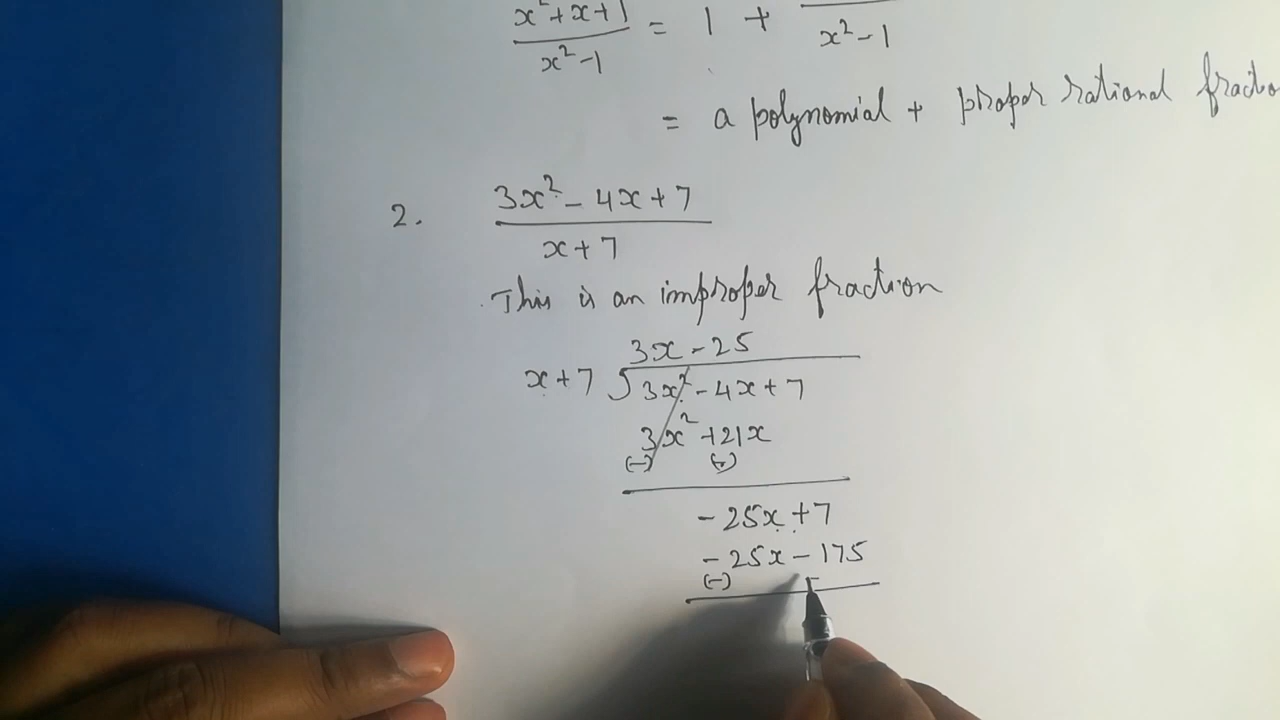 x²+x+1 / x²-1 = 1 + / x²-1
= a polynomial + proper rational fractio
2. 3x² - 4x + 7 / x + 7
This is an improper fraction
3x - 25
x + 7 ) 3x² - 4x + 7
3x² + 21x
(-) (-)
- 25x + 7
- 25x - 175
(-)